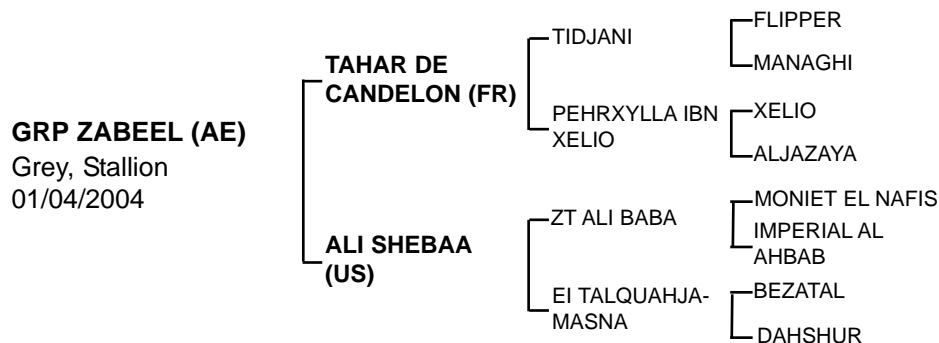 GRP ZABEEL (AE)
Grey, Stallion
01/04/2004
TAHAR DE
CANDELON (FR)
ALI SHEBAA
(US)
TIDJANI
PEHRXYLLA IBN
XELIO
ZT ALI BABA
EI TALQUAHJA-
MASNA
FLIPPER
MANAGHI
XELIO
ALJAZAYA
MONIET EL NAFIS
IMPERIAL AL
AHBAB
BEZATAL
DAHSHUR